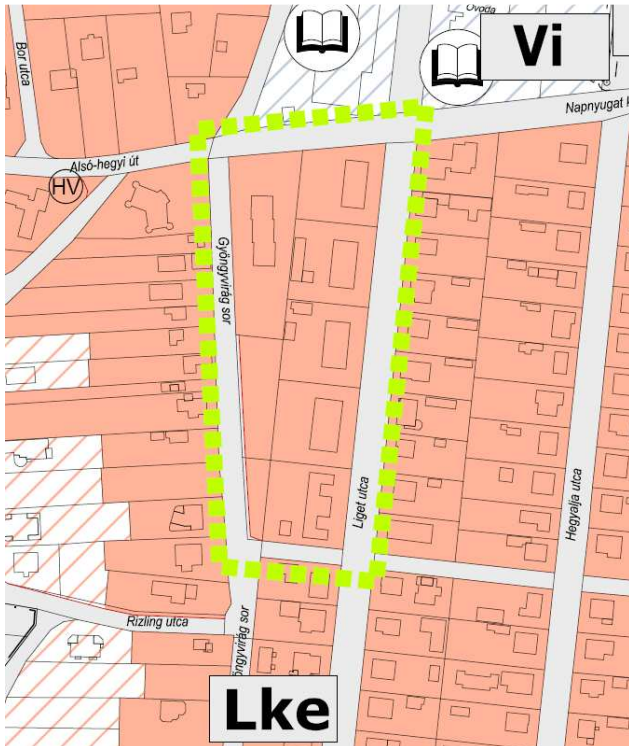 Óvoda
Vi
Bor utca
Napnyugat
Alsó-hegyi út
HV
Gyöngyvirág sor
Liget utca
Hegyalja utca
Rizling utca
öngyvirág sor
Lke